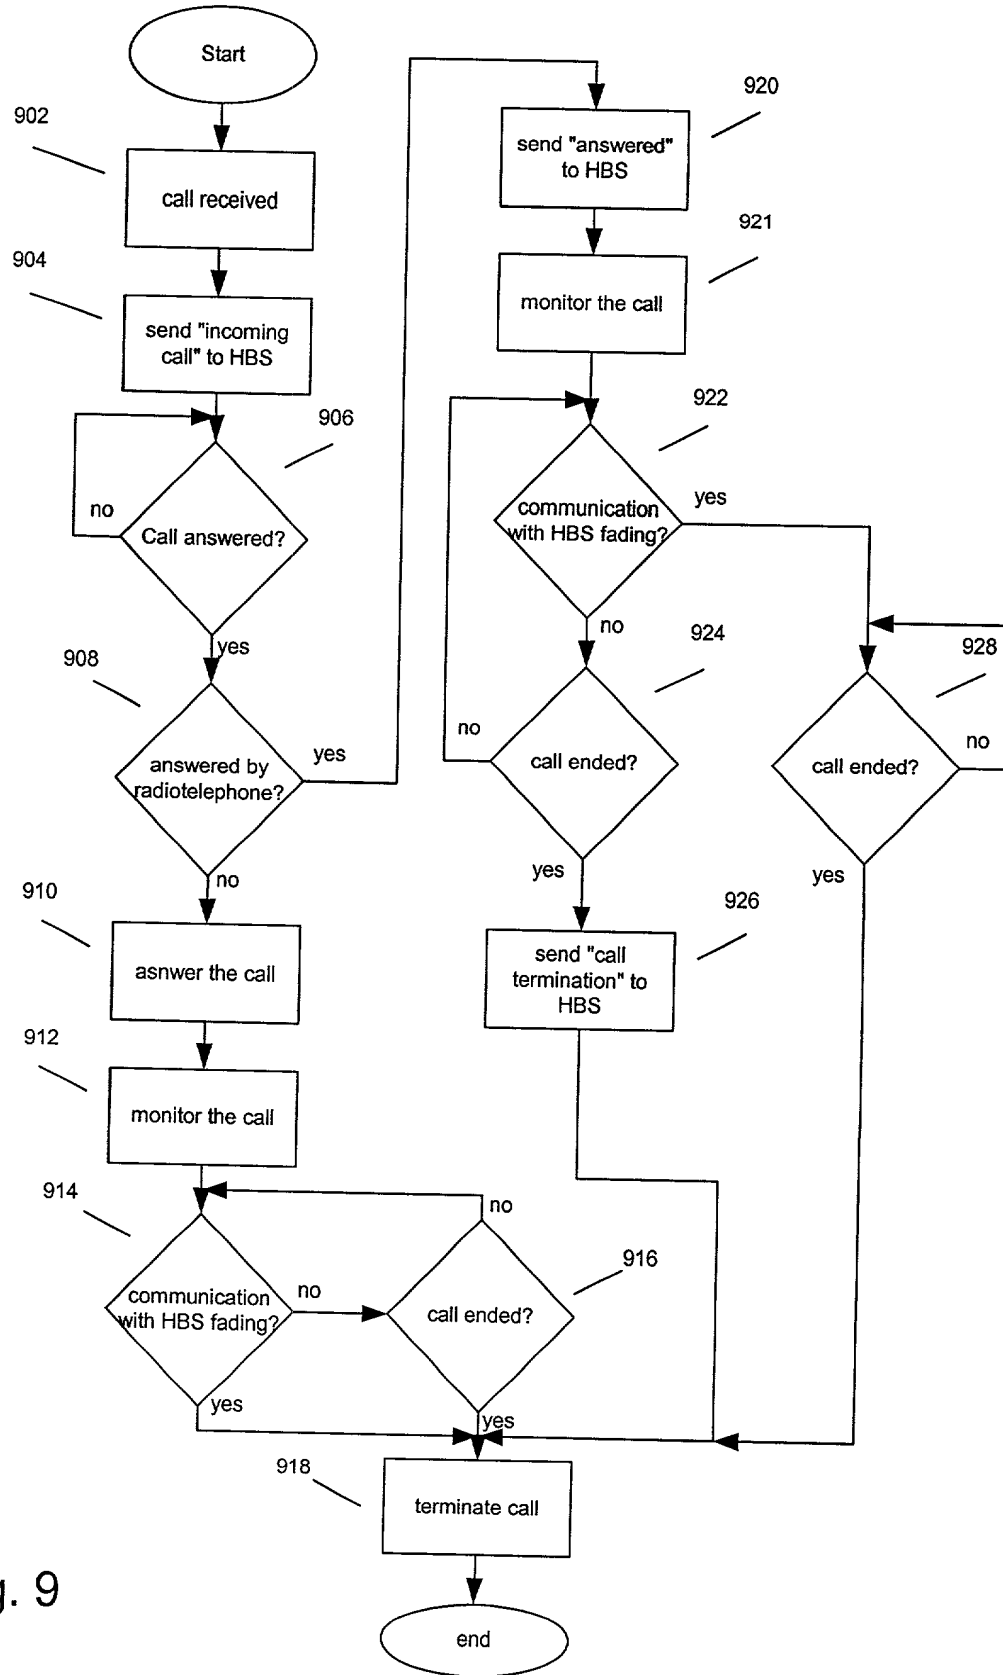 Start
902
call received
904
send "incoming
call" to HBS
906
no
Call answered?
yes
908
answered by
radiotelephone?
yes
no
910
asnwer the call
912
monitor the call
914
communication
with HBS fading?
no
yes
916
no
call ended?
yes
918
terminate call
end
920
send "answered"
to HBS
921
monitor the call
922
communication
with HBS fading?
yes
no
924
no
call ended?
yes
926
send "call
termination" to
HBS
928
call ended?
no
yes
g. 9